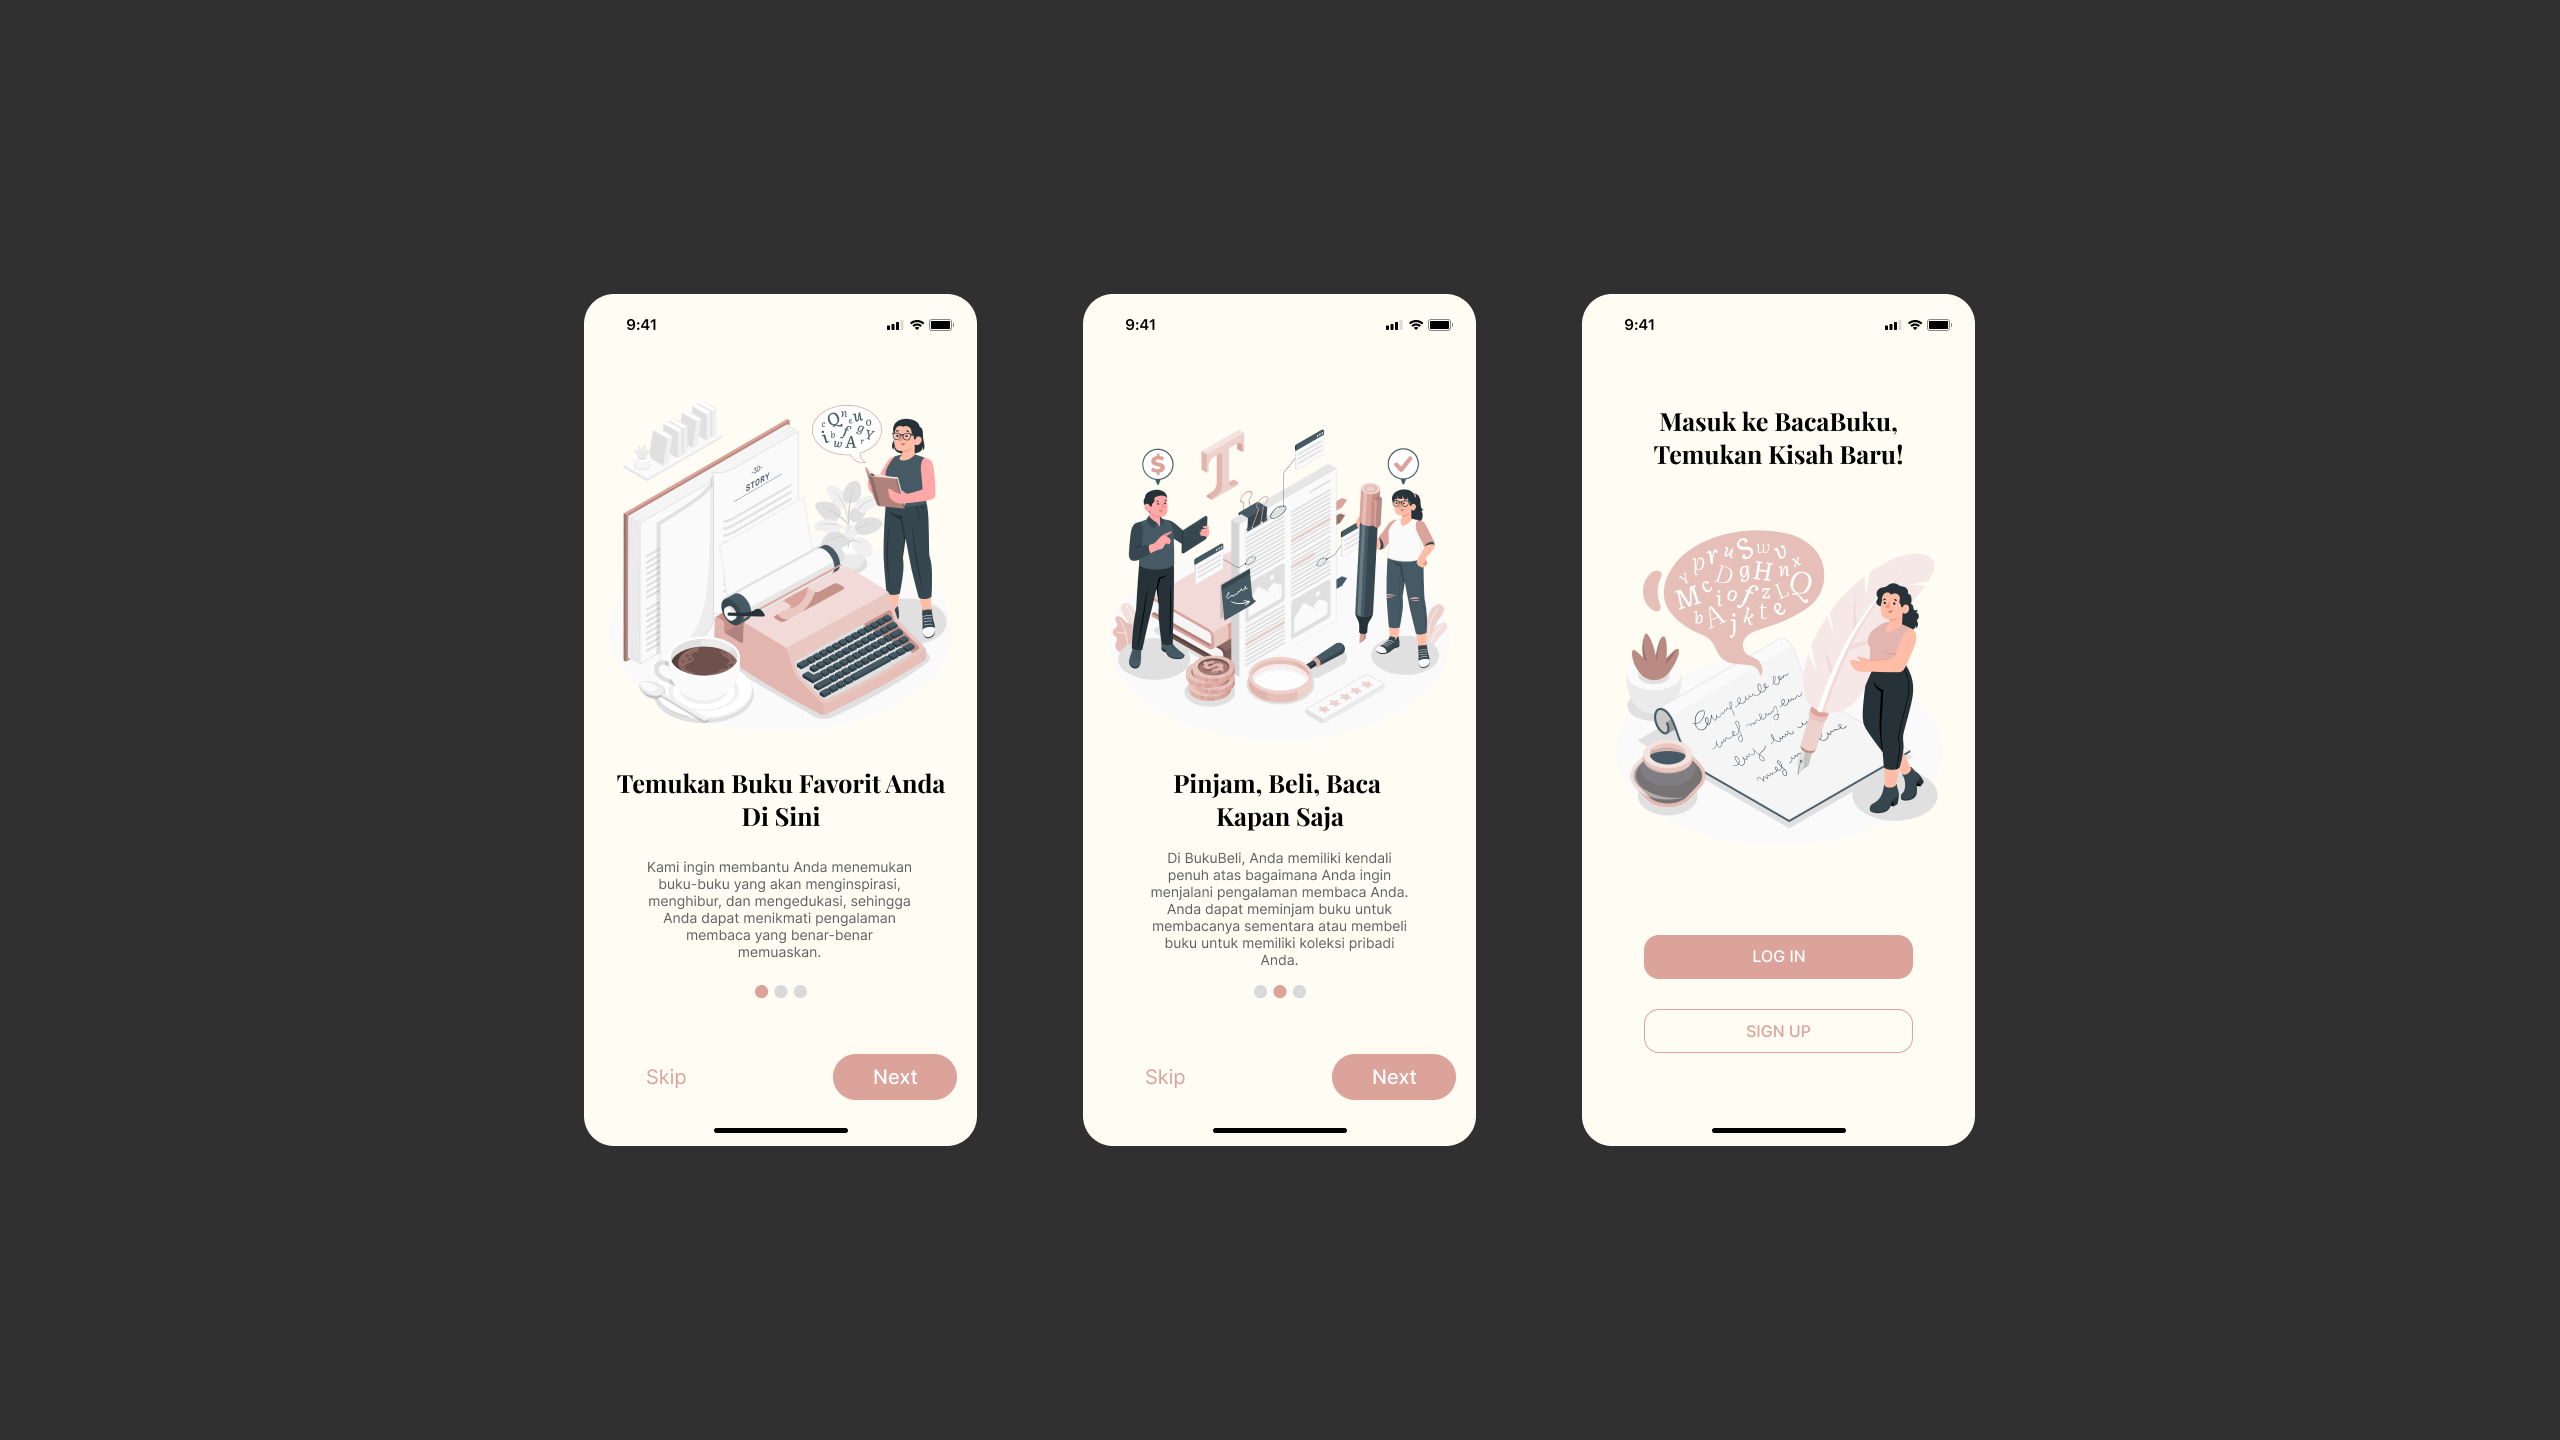 9:41
STORY
Temukan Buku Favorit Anda
Di Sini
Kami ingin membantu Anda menemukan
buku-buku yang akan menginspirasi,
menghibur, dan mengedukasi, sehingga
Anda dapat menikmati pengalaman
membaca yang benar-benar
memuaskan.
Skip
Next
9:41
$
T
Pinjam, Beli, Baca
Kapan Saja
Di BukuBeli, Anda memiliki kendali
penuh atas bagaimana Anda ingin
menjalani pengalaman membaca Anda.
Anda dapat meminjam buku untuk
membacanya sementara atau membeli
buku untuk memiliki koleksi pribadi
Anda.
Skip
Next
9:41
Masuk ke BacaBuku,
Temukan Kisah Baru!
LOG IN
SIGN UP